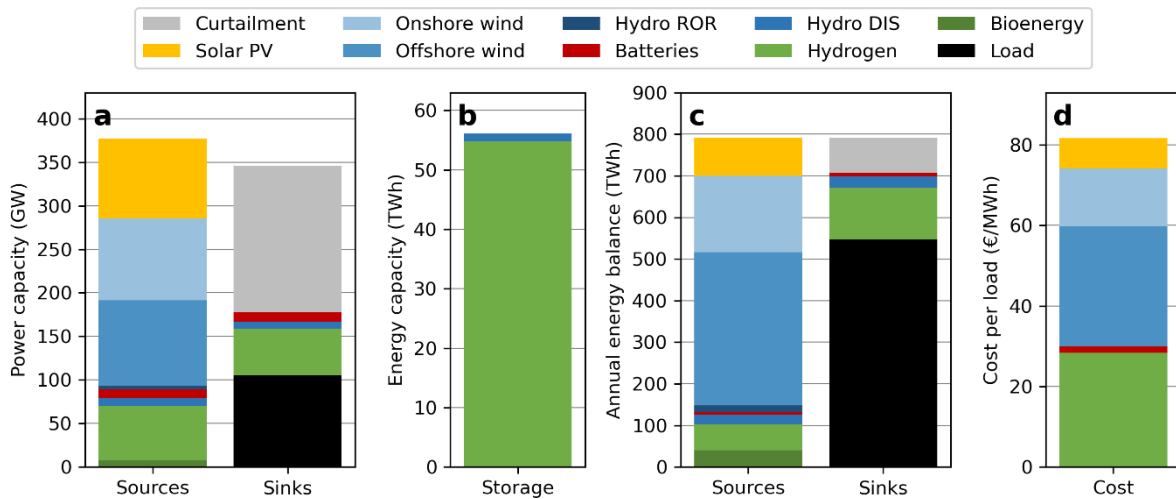 Curtailment Onshore wind Hydro ROR Hydro DIS Bioenergy
Solar PV Offshore wind Batteries Hydrogen Load
a
Power capacity (GW)
400
350
300
250
200
150
100
50
0
Sources Sinks
b
Energy capacity (TWh)
60
50
40
30
20
10
0
Storage
c
Annual energy balance (TWh)
900
800
700
600
500
400
300
200
100
0
Sources Sinks
d
Cost per load (€/MWh)
80
60
40
20
0
Cost